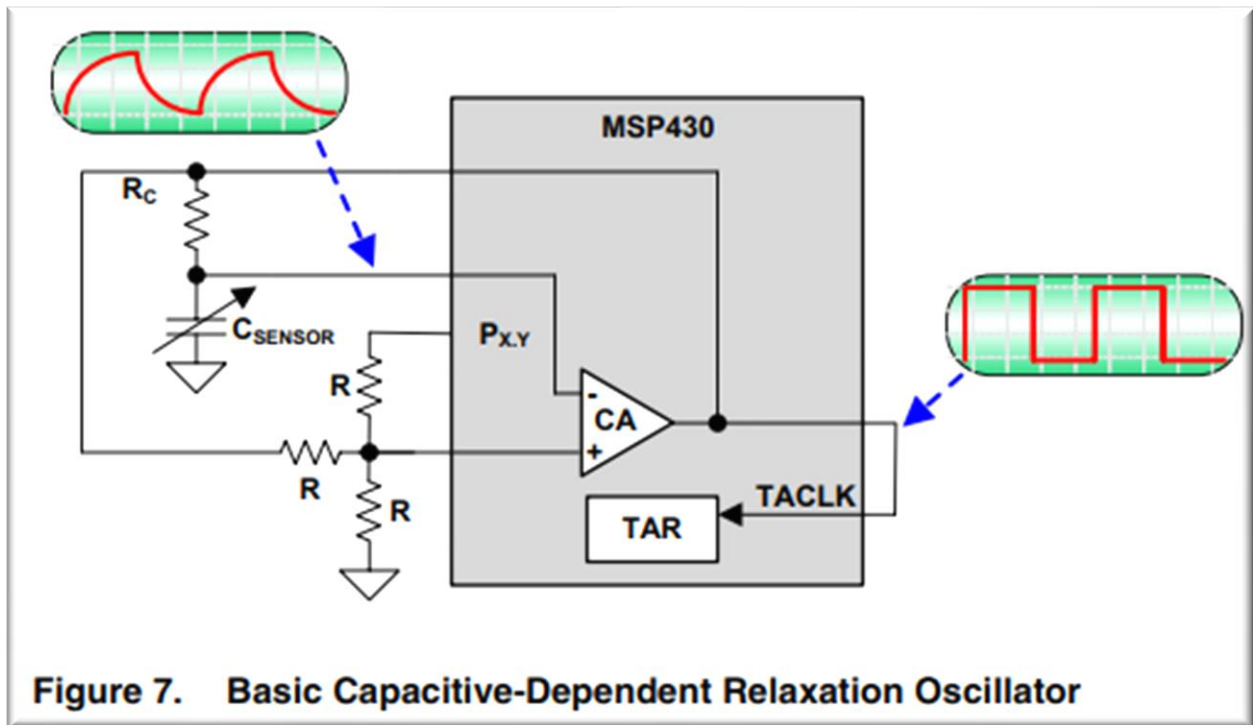 MSP430
R_C
C_SENSOR
P_X.Y
R
-
CA
+
R
R
TACLK
TAR
Figure 7. Basic Capacitive-Dependent Relaxation Oscillator